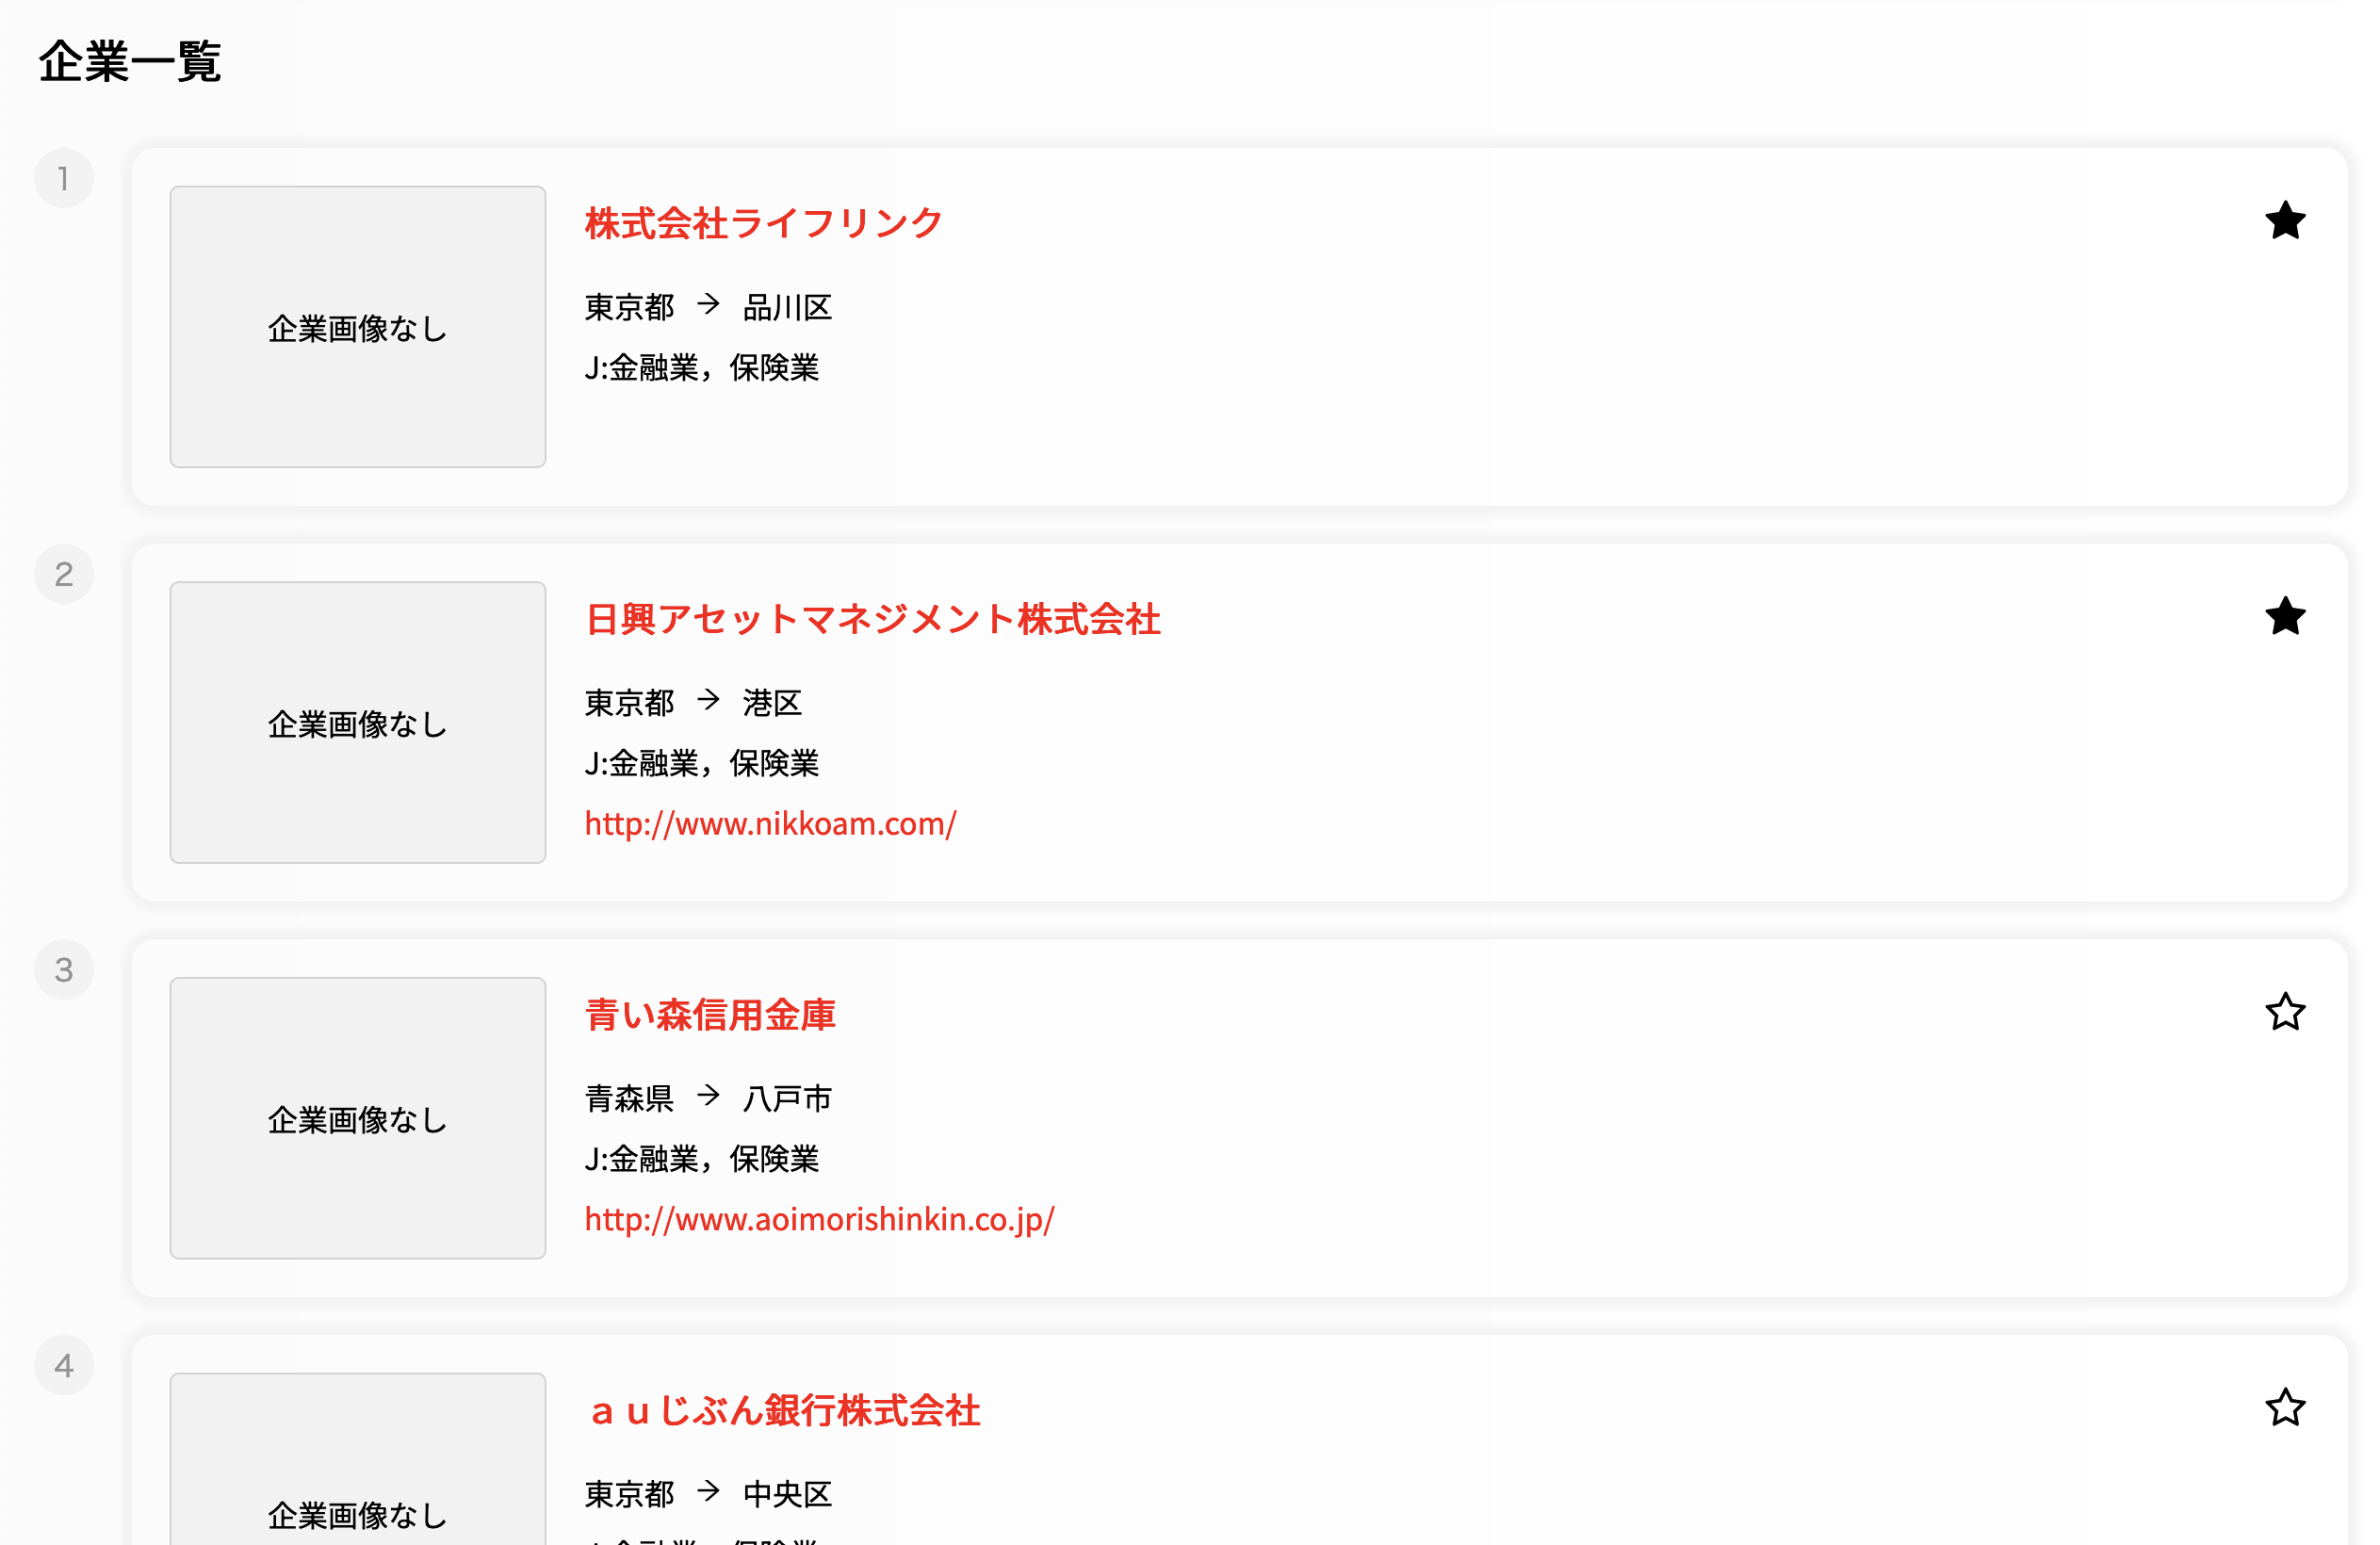 企業一覧
1
企業画像なし
株式会社ライフリンク
東京都 → 品川区
J:金融業，保険業
2
企業画像なし
日興アセットマネジメント株式会社
東京都 → 港区
J:金融業，保険業
http://www.nikkoam.com/
3
企業画像なし
青い森信用金庫
青森県 → 八戸市
J:金融業，保険業
http://www.aoimorishinkin.co.jp/
4
企業画像なし
ａｕじぶん銀行株式会社
東京都 → 中央区